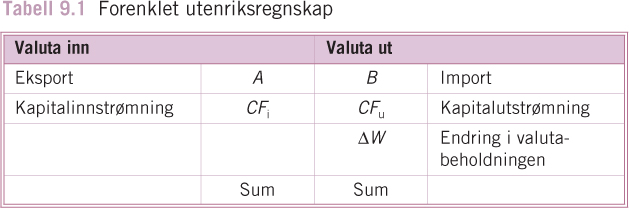 Tabell 9.1 Forenklet utenriksregnskap
Valuta inn Valuta ut
Eksport A B Import
Kapitalinnstrømning CFi CFu Kapitalutstrømning
ΔW Endring i valuta-
beholdningen
Sum Sum